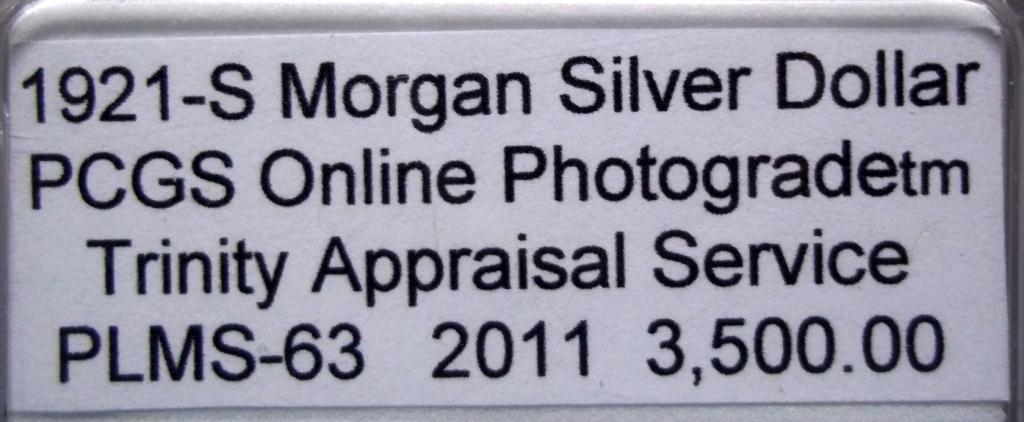 1921-S Morgan Silver Dollar
PCGS Online Photogradetm
Trinity Appraisal Service
PLMS-63 2011 3,500.00